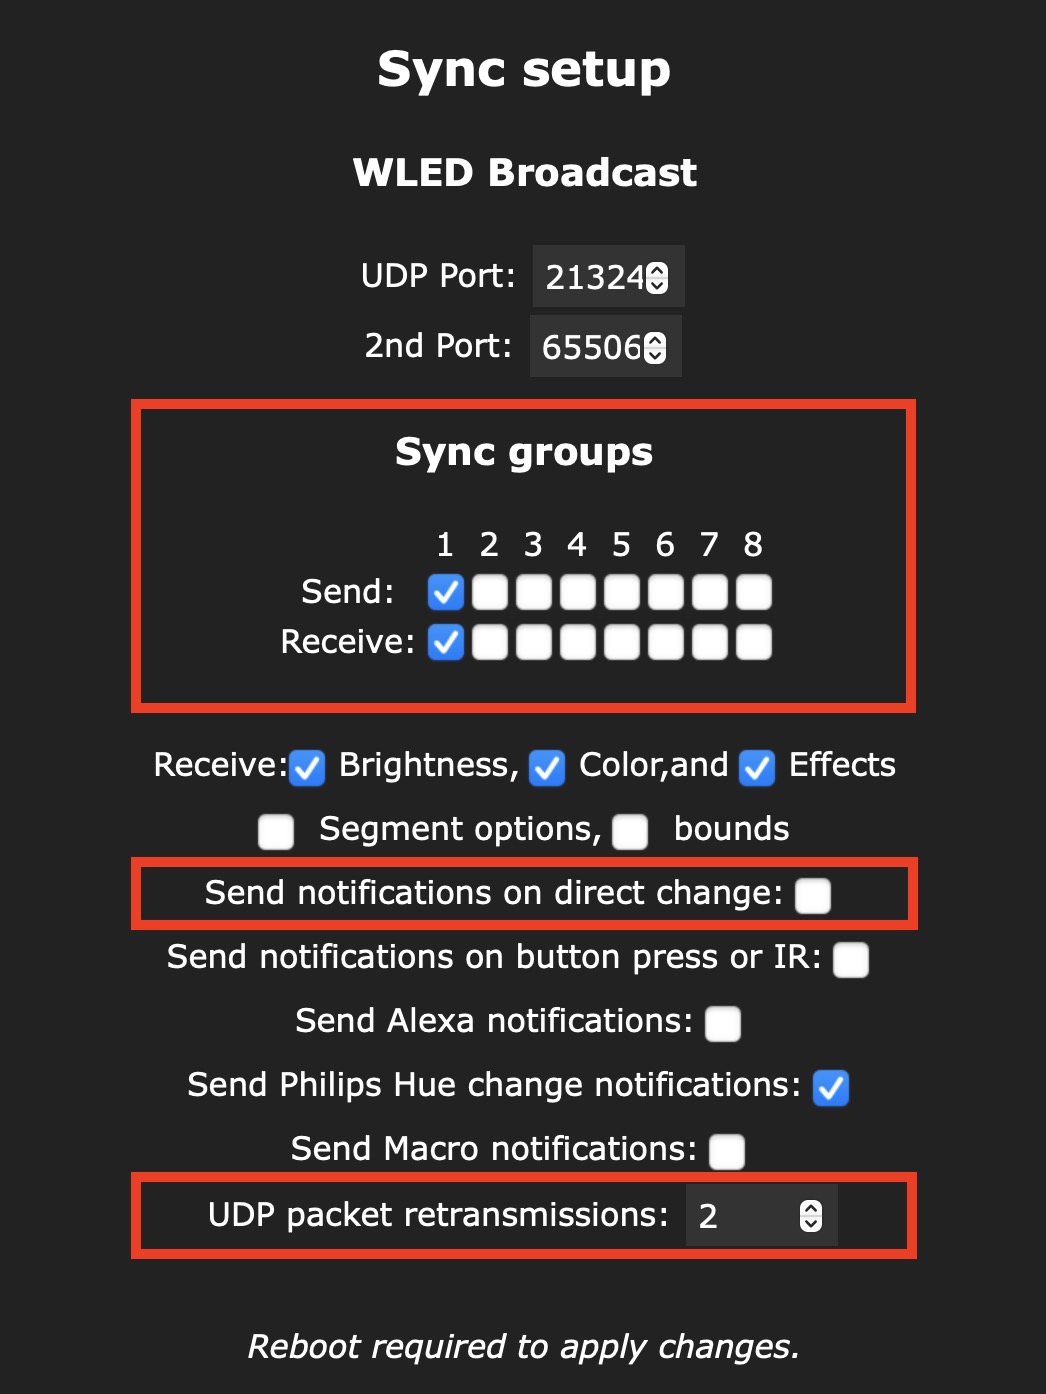 Sync setup
WLED Broadcast
UDP Port: 21324
2nd Port: 65506
Sync groups
1 2 3 4 5 6 7 8
Send:
Receive:
Receive: Brightness, Color,and Effects
Segment options, bounds
Send notifications on direct change:
Send notifications on button press or IR:
Send Alexa notifications:
Send Philips Hue change notifications:
Send Macro notifications:
UDP packet retransmissions: 2
Reboot required to apply changes.